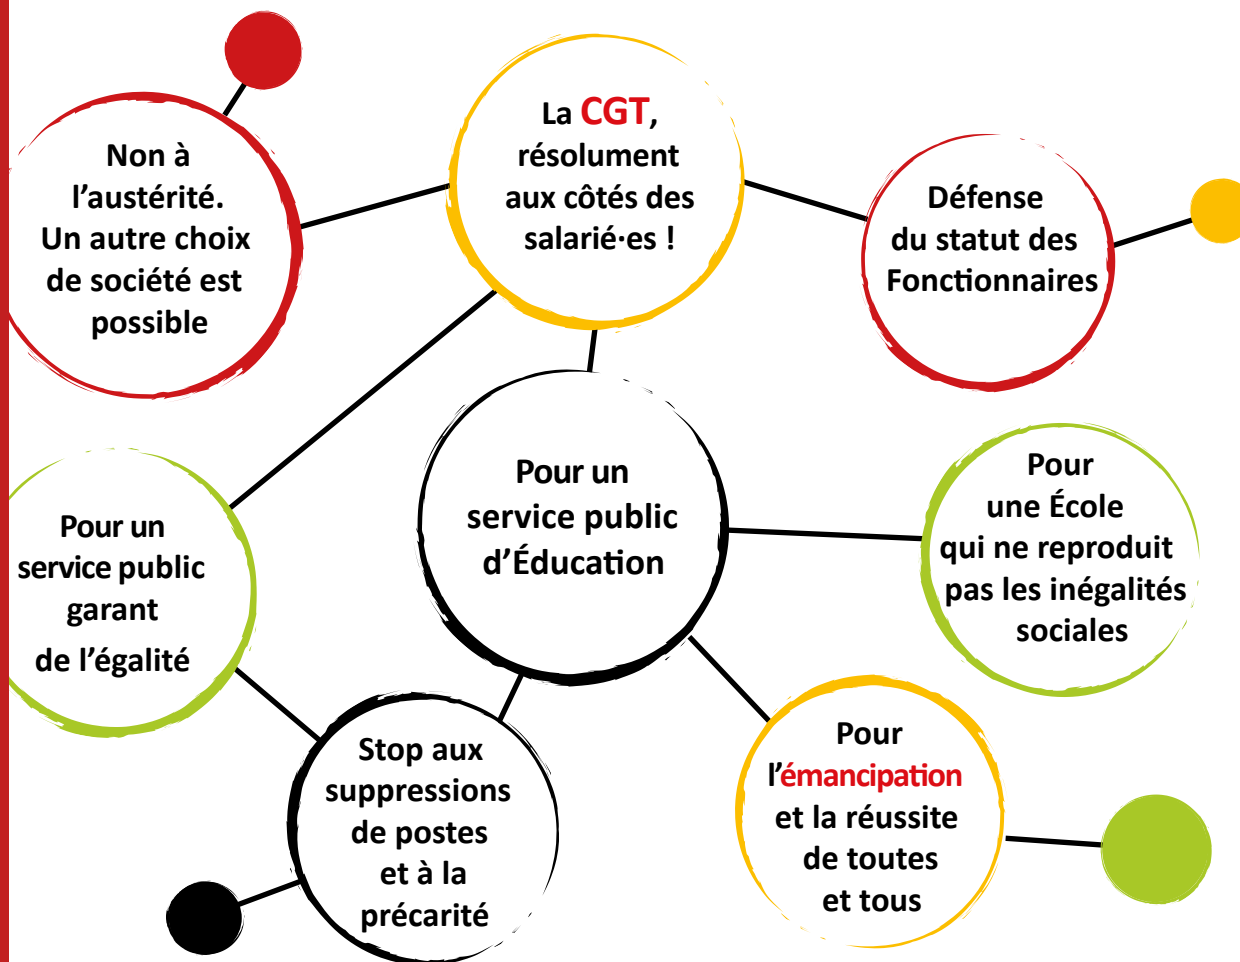 Non à
l'austérité.
Un autre choix
de société est
possible
La CGT,
résolument
aux côtés des
salarié·es !
Défense
du statut des
Fonctionnaires
Pour un
service public
d'Éducation
Pour
une École
qui ne reproduit
pas les inégalités
sociales
Pour un
service public
garant
de l'égalité
Stop aux
suppressions
de postes
et à la
précarité
Pour
l'émancipation
et la réussite
de toutes
et tous